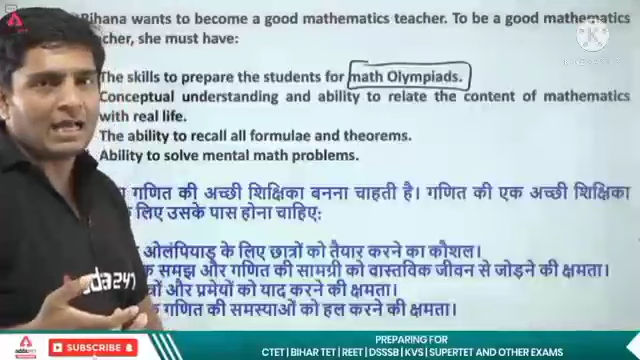 Rihana wants to become a good mathematics teacher. To be a good mathematics
cher, she must have:
The skills to prepare the students for math Olympiads.
Conceptual understanding and ability to relate the content of mathematics
with real life.
The ability to recall all formulae and theorems.
Ability to solve mental math problems.
गणित की अच्छी शिक्षिका बनना चाहती है। गणित की एक अच्छी शिक्षिका
लिए उसके पास होना चाहिए:
ओलंपियाड के लिए छात्रों को तैयार करने का कौशल।
समझ और गणित की सामग्री को वास्तविक जीवन से जोड़ने की क्षमता।
और प्रमेयों को याद करने की क्षमता।
गणित की समस्याओं को हल करने की क्षमता।
adda247
SUBSCRIBE
PREPARING FOR
CTET | BIHAR TET | REET | DSSSB | KVS | SUPERTET AND OTHER EXAMS